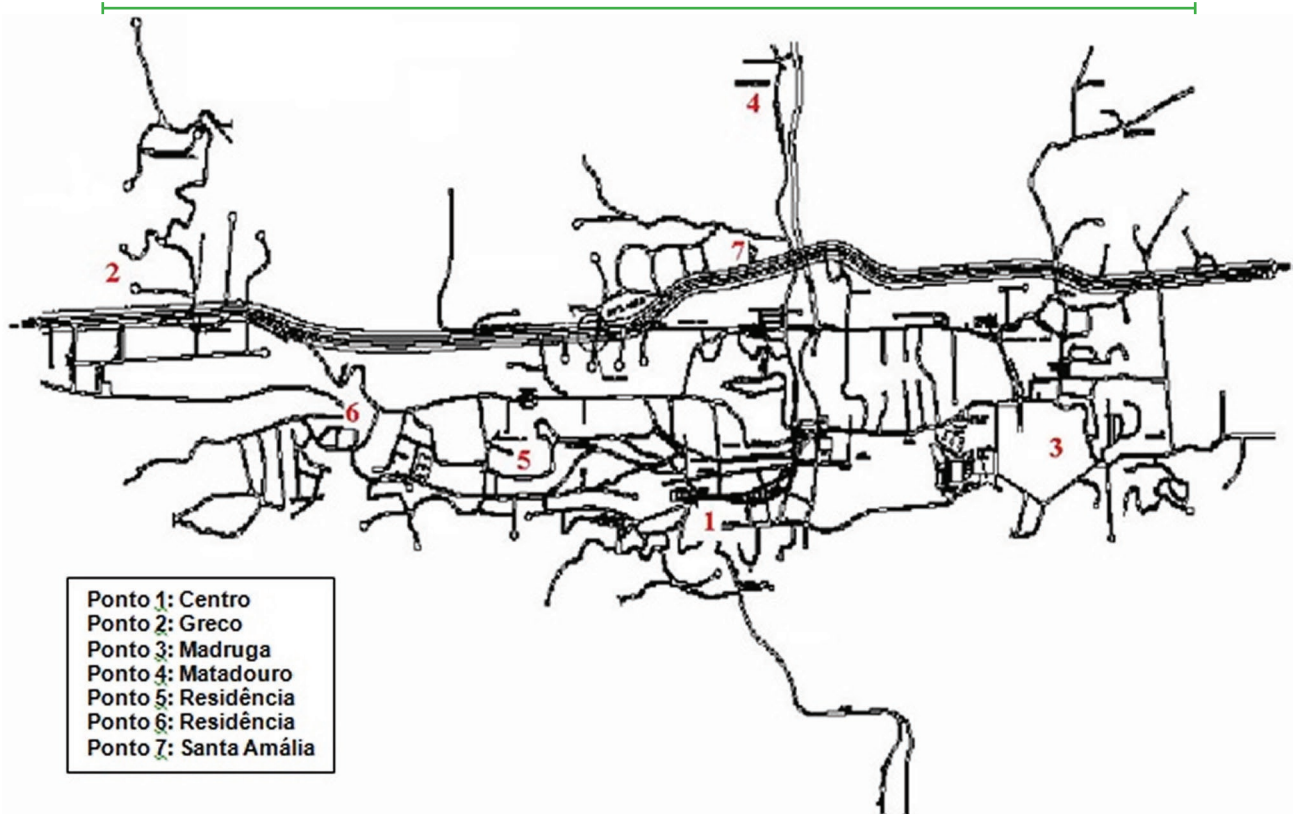 4
7
2
6
5
3
1
Ponto 1: Centro
Ponto 2: Greco
Ponto 3: Madruga
Ponto 4: Matadouro
Ponto 5: Residência
Ponto 6: Residência
Ponto 7: Santa Amália